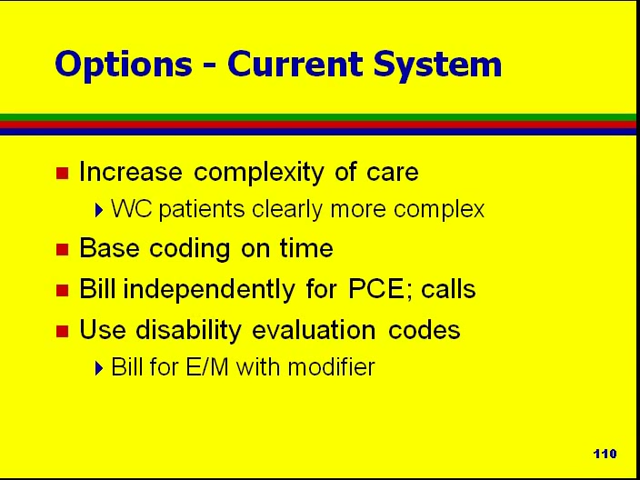 Options - Current System
Increase complexity of care
WC patients clearly more complex
Base coding on time
Bill independently for PCE; calls
Use disability evaluation codes
Bill for E/M with modifier
110